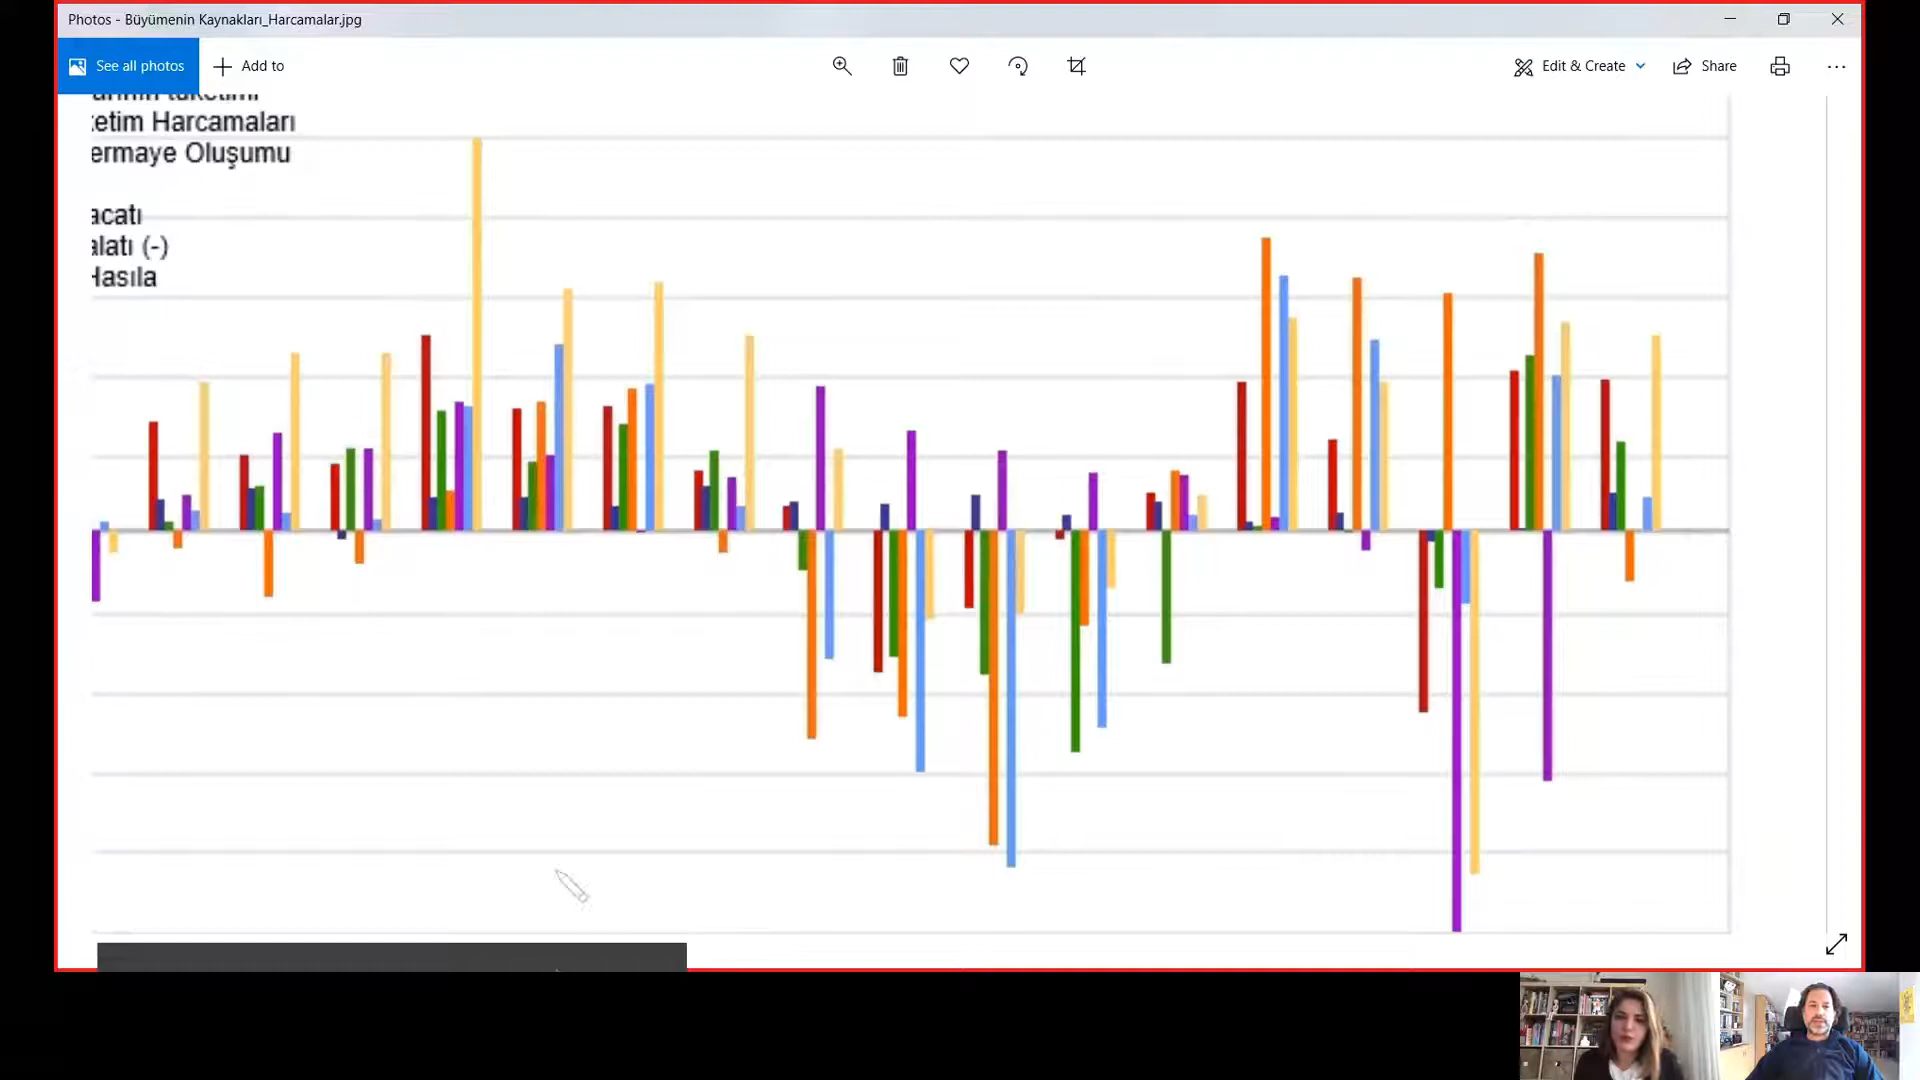 Photos - Büyümenin Kaynakları_Harcamalar.jpg
See all photos
Add to
Edit & Create
Share
etim Harcamaları
ermaye Oluşumu
acatı
alatı (-)
Hasıla